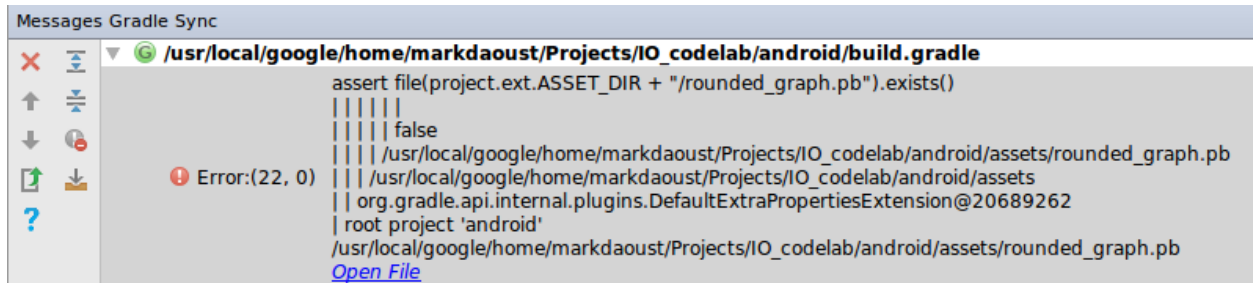 Messages Gradle Sync
/usr/local/google/home/markdaoust/Projects/IO_codelab/android/build.gradle
assert file(project.ext.ASSET_DIR + "/rounded_graph.pb").exists()
| | | | | |
| | | | | false
| | | | /usr/local/google/home/markdaoust/Projects/IO_codelab/android/assets/rounded_graph.pb
Error:(22, 0) | | | /usr/local/google/home/markdaoust/Projects/IO_codelab/android/assets
| | org.gradle.api.internal.plugins.DefaultExtraPropertiesExtension@20689262
| root project 'android'
/usr/local/google/home/markdaoust/Projects/IO_codelab/android/assets/rounded_graph.pb
Open File